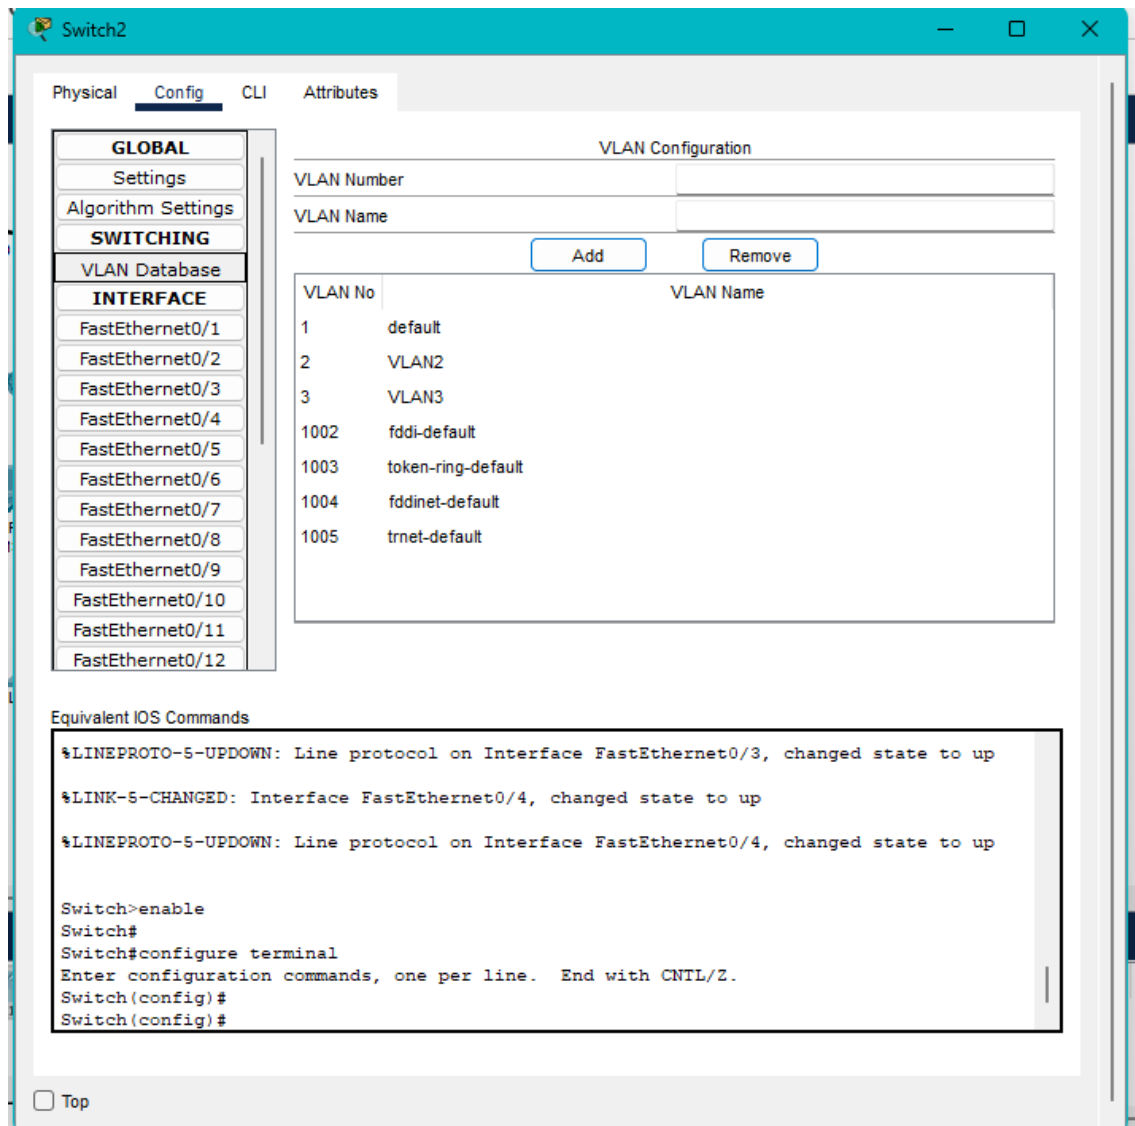 Switch2
Physical Config CLI Attributes
GLOBAL
Settings
Algorithm Settings
SWITCHING
VLAN Database
INTERFACE
FastEthernet0/1
FastEthernet0/2
FastEthernet0/3
FastEthernet0/4
FastEthernet0/5
FastEthernet0/6
FastEthernet0/7
FastEthernet0/8
FastEthernet0/9
FastEthernet0/10
FastEthernet0/11
FastEthernet0/12
VLAN Configuration
VLAN Number
VLAN Name
Add Remove
VLAN No VLAN Name
1 default
2 VLAN2
3 VLAN3
1002 fddi-default
1003 token-ring-default
1004 fddinet-default
1005 trnet-default
Equivalent IOS Commands
%LINEPROTO-5-UPDOWN: Line protocol on Interface FastEthernet0/3, changed state to up
%LINK-5-CHANGED: Interface FastEthernet0/4, changed state to up
%LINEPROTO-5-UPDOWN: Line protocol on Interface FastEthernet0/4, changed state to up
Switch>enable
Switch#
Switch#configure terminal
Enter configuration commands, one per line. End with CNTL/Z.
Switch(config)#
Switch(config)#
Top